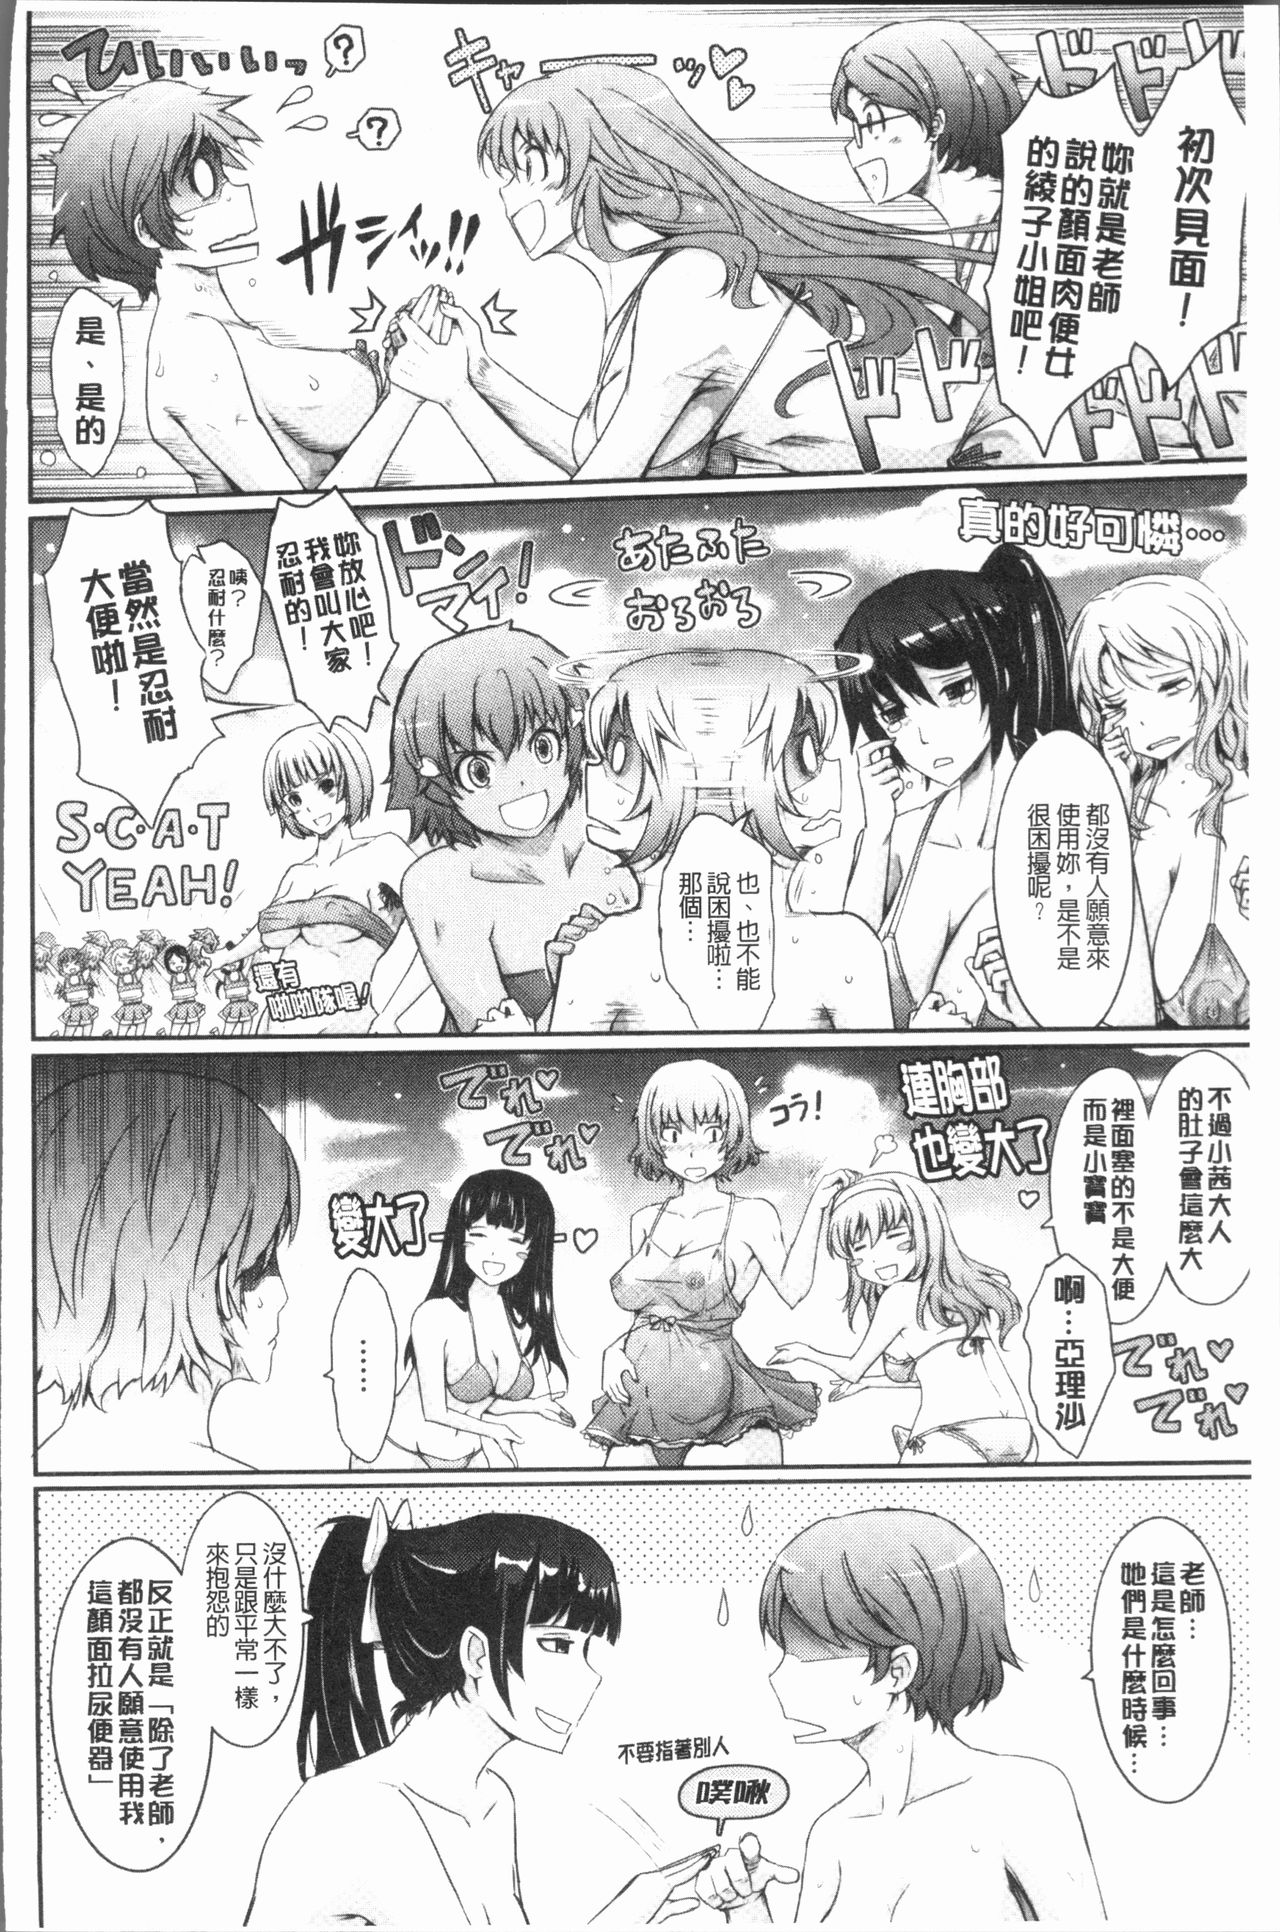 初次見面！
妳就是老師
說的顏面肉便女
的綾子小姐吧！
ドドドド
キャーーッ♡♡
ひぃぃぃぃっ
?
?
ガシィッ!!
ドドドドド
是、是的
真的好可憐…
都沒有人願意來
使用妳，是不是
很困擾呢？
あたふた
おろおろ
也、也不能
說困擾啦…
那個…
ドンマイ!
妳放心吧！
我會叫大家
忍耐的！
咦？
忍耐什麼？
當然是忍耐
大便啦！
S·C·A·T
YEAH!
還有
啦啦隊喔!
不過小茜大人
的肚子會這麼大
裡面塞的不是大便
而是小寶寶
啊…亞理沙
でれ♡
でれ♡
連胸部
也變大了♡
コラ!
でれ♡
でれ♡
變大了ー♡
……
老師…
這是怎麼回事…
她們是什麼時候…
不要指著別人
噗啾
沒什麼大不了，
只是跟平常一樣
來抱怨的
反正就是「除了老師，
都沒有人願意使用我
這顏面拉尿便器」